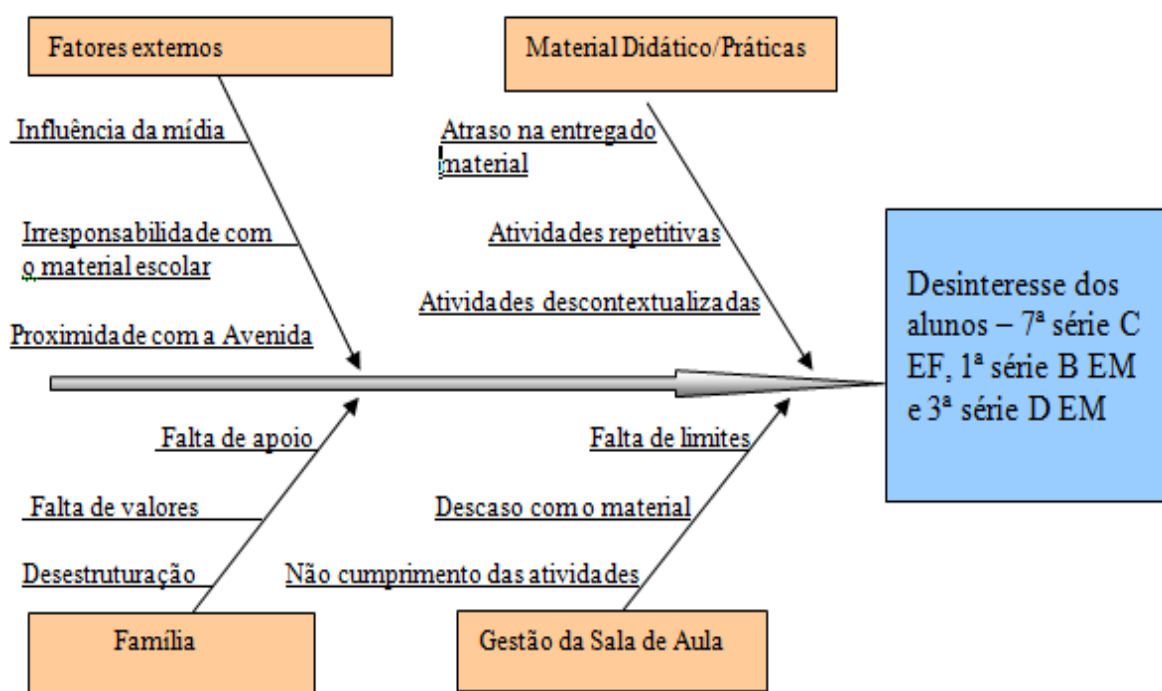 Fatores externos
Material Didático/Práticas
Influência da mídia
Atraso na entregado
material
Irresponsabilidade com
o material escolar
Atividades repetitivas
Atividades descontextualizadas
Proximidade com a Avenida
Desinteresse dos
alunos – 7ª série C
EF, 1ª série B EM
e 3ª série D EM
Falta de apoio
Falta de limites
Falta de valores
Descaso com o material
Desestruturação
Não cumprimento das atividades
Família
Gestão da Sala de Aula